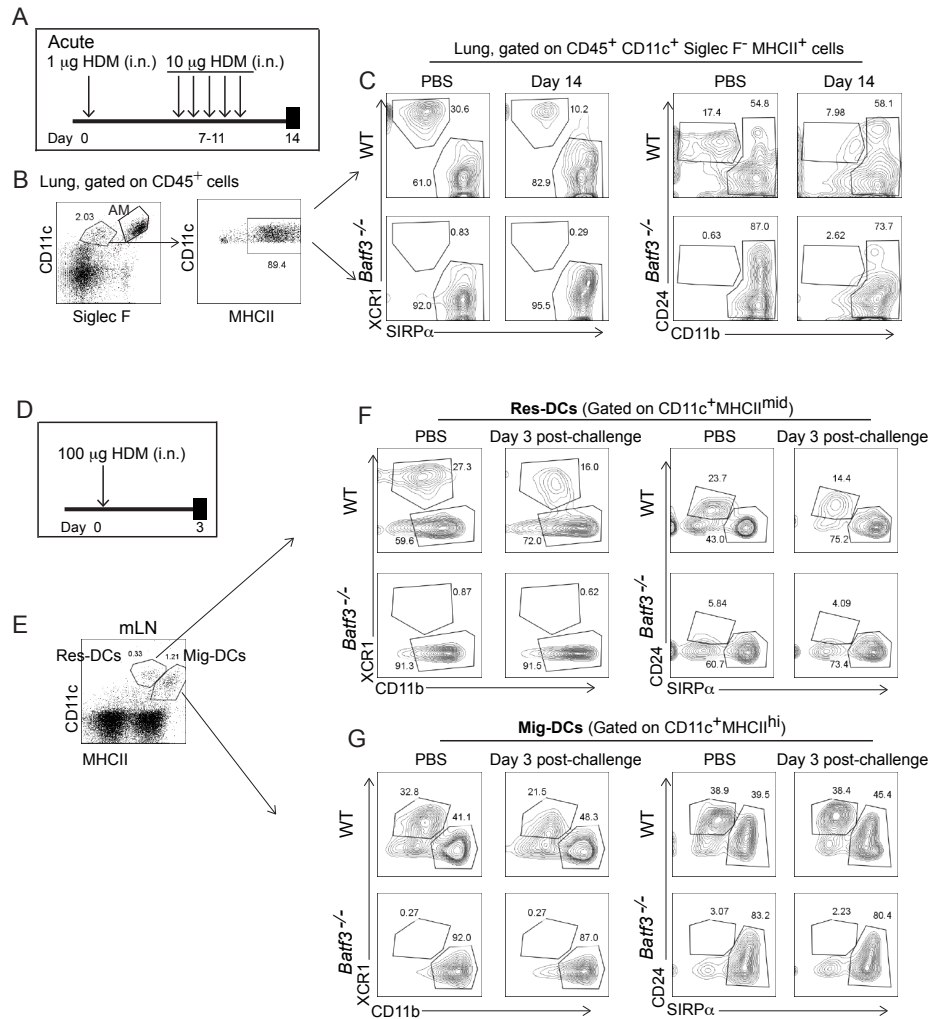 A
Acute
1 μg HDM (i.n.) 10 μg HDM (i.n.)
Day 0 7-11 14
B Lung, gated on CD45+ cells
2.03 AM
CD11c
Siglec F
CD11c
89.4
MHCII
Lung, gated on CD45+ CD11c+ Siglec F- MHCII+ cells
C PBS Day 14 PBS Day 14
WT
30.6
61.0
10.2
82.9
WT
17.4 54.8
7.98 58.1
Batf3-/-
0.83
92.0
0.29
95.5
Batf3-/-
0.63 87.0
2.62 73.7
XCR1
SIRPα
CD24
CD11b
D
100 μg HDM (i.n.)
Day 0 3
E
mLN
Res-DCs 0.33 1.21 Mig-DCs
CD11c
MHCII
F
Res-DCs (Gated on CD11c+MHCIImid)
PBS Day 3 post-challenge PBS Day 3 post-challenge
WT
27.3
59.6
16.0
72.0
WT
23.7
43.0
14.4
75.2
Batf3-/-
0.87
91.3
0.62
91.5
Batf3-/-
5.84
60.7
4.09
73.4
XCR1
CD11b
CD24
SIRPα
G
Mig-DCs (Gated on CD11c+MHCIIhi)
PBS Day 3 post-challenge PBS Day 3 post-challenge
WT
32.8
41.1
21.5
48.3
WT
38.9 39.5
38.4 45.4
Batf3-/-
0.27
92.0
0.27
87.0
Batf3-/-
3.07 83.2
2.23 80.4
XCR1
CD11b
CD24
SIRPα